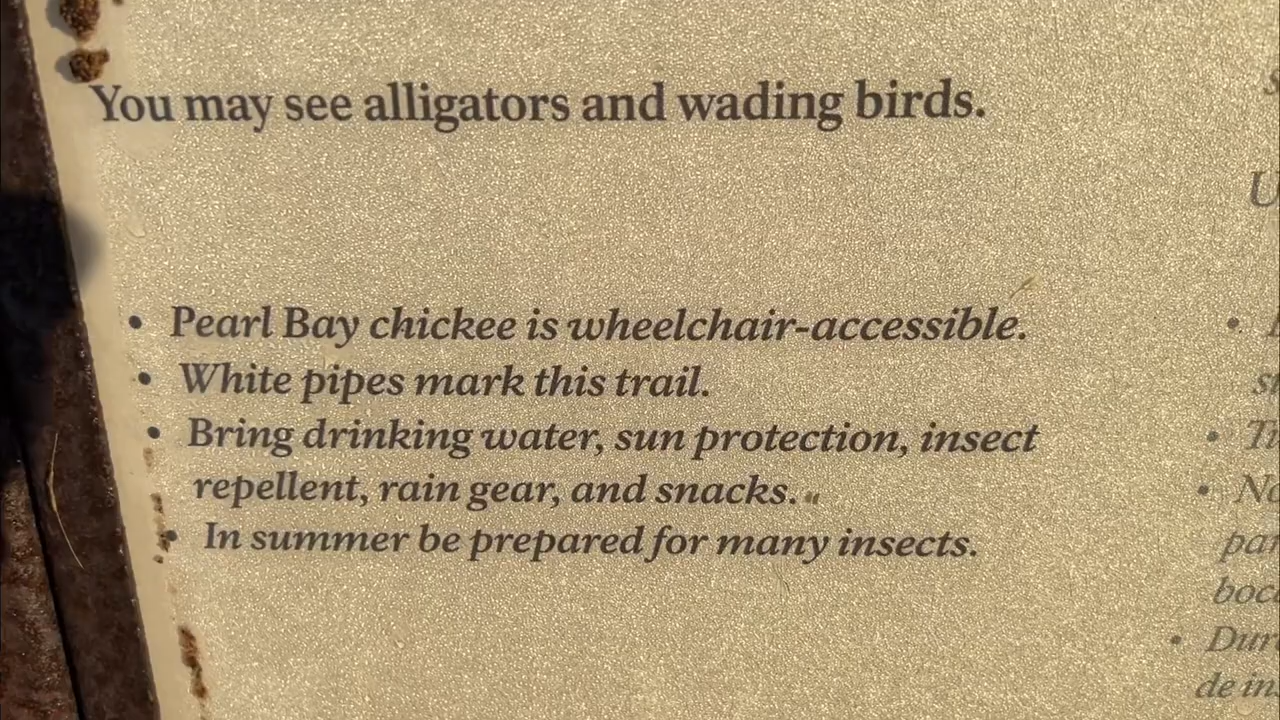 You may see alligators and wading birds.
• Pearl Bay chickee is wheelchair-accessible.
• White pipes mark this trail.
• Bring drinking water, sun protection, insect
repellent, rain gear, and snacks.
• In summer be prepared for many insects.
de